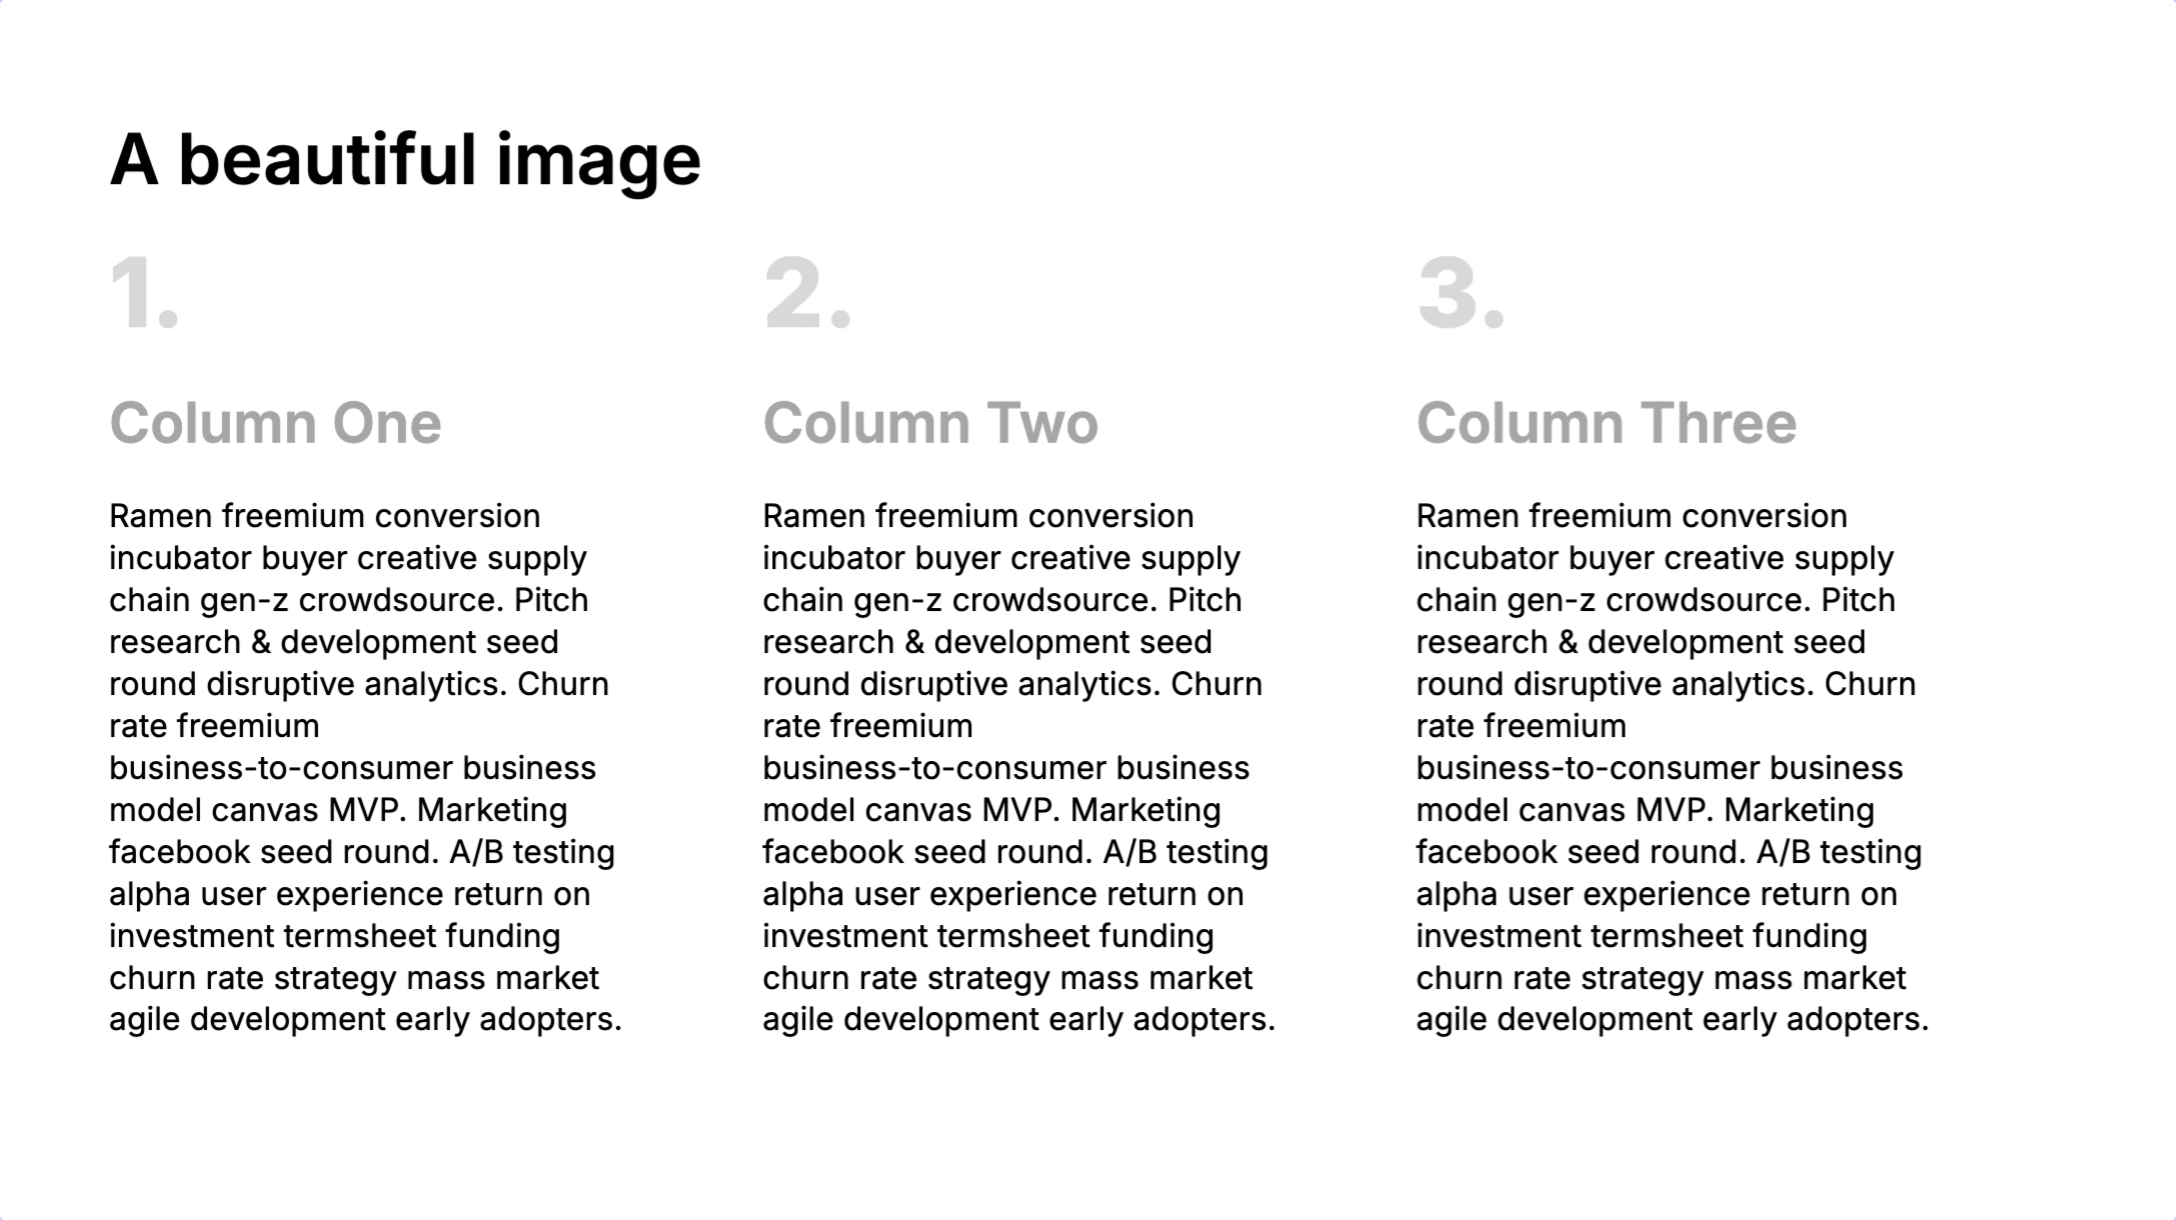 A beautiful image
1.
Column One
Ramen freemium conversion
incubator buyer creative supply
chain gen-z crowdsource. Pitch
research & development seed
round disruptive analytics. Churn
rate freemium
business-to-consumer business
model canvas MVP. Marketing
facebook seed round. A/B testing
alpha user experience return on
investment termsheet funding
churn rate strategy mass market
agile development early adopters.
2.
Column Two
Ramen freemium conversion
incubator buyer creative supply
chain gen-z crowdsource. Pitch
research & development seed
round disruptive analytics. Churn
rate freemium
business-to-consumer business
model canvas MVP. Marketing
facebook seed round. A/B testing
alpha user experience return on
investment termsheet funding
churn rate strategy mass market
agile development early adopters.
3.
Column Three
Ramen freemium conversion
incubator buyer creative supply
chain gen-z crowdsource. Pitch
research & development seed
round disruptive analytics. Churn
rate freemium
business-to-consumer business
model canvas MVP. Marketing
facebook seed round. A/B testing
alpha user experience return on
investment termsheet funding
churn rate strategy mass market
agile development early adopters.